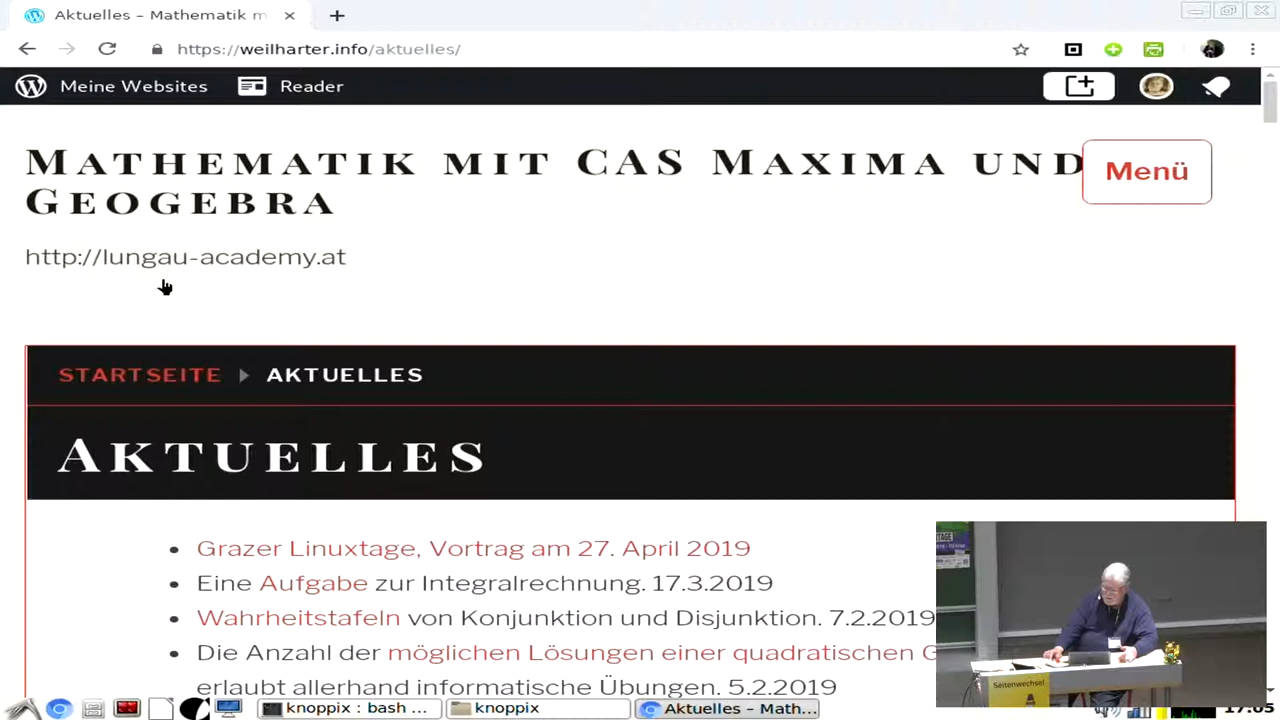 Aktuelles – Mathematik m
https://weilharter.info/aktuelles/
Meine Websites
Reader
Mathematik mit CAS Maxima und
Geogebra
Menü
http://lungau-academy.at
STARTSEITE
AKTUELLES
Aktuelles
Grazer Linuxtage, Vortrag am 27. April 2019
Eine Aufgabe zur Integralrechnung. 17.3.2019
Wahrheitstafeln von Konjunktion und Disjunktion. 7.2.2019
Die Anzahl der möglichen Lösungen einer quadratischen G
erlaubt allerhand informatische Übungen. 5.2.2019
Seitenwechsel
knoppix : bash ...
knoppix
Aktuelles – Math...
17:05